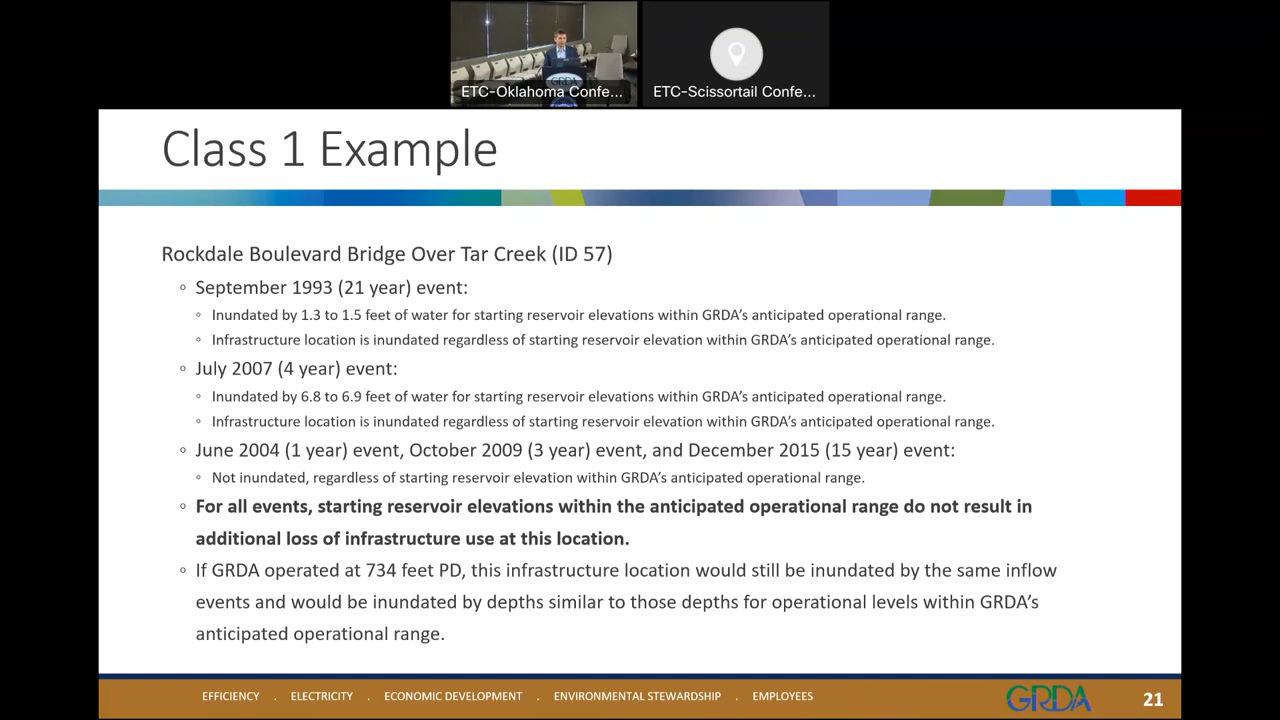 ETC-Oklahoma Confe...
ETC-Scissortail Confe...
GRDA
Class 1 Example
Rockdale Boulevard Bridge Over Tar Creek (ID 57)
◦ September 1993 (21 year) event:
◦ Inundated by 1.3 to 1.5 feet of water for starting reservoir elevations within GRDA's anticipated operational range.
◦ Infrastructure location is inundated regardless of starting reservoir elevation within GRDA's anticipated operational range.
◦ July 2007 (4 year) event:
◦ Inundated by 6.8 to 6.9 feet of water for starting reservoir elevations within GRDA's anticipated operational range.
◦ Infrastructure location is inundated regardless of starting reservoir elevation within GRDA's anticipated operational range.
◦ June 2004 (1 year) event, October 2009 (3 year) event, and December 2015 (15 year) event:
◦ Not inundated, regardless of starting reservoir elevation within GRDA's anticipated operational range.
◦ For all events, starting reservoir elevations within the anticipated operational range do not result in
additional loss of infrastructure use at this location.
◦ If GRDA operated at 734 feet PD, this infrastructure location would still be inundated by the same inflow
events and would be inundated by depths similar to those depths for operational levels within GRDA's
anticipated operational range.
EFFICIENCY . ELECTRICITY . ECONOMIC DEVELOPMENT . ENVIRONMENTAL STEWARDSHIP . EMPLOYEES
GRDA
21